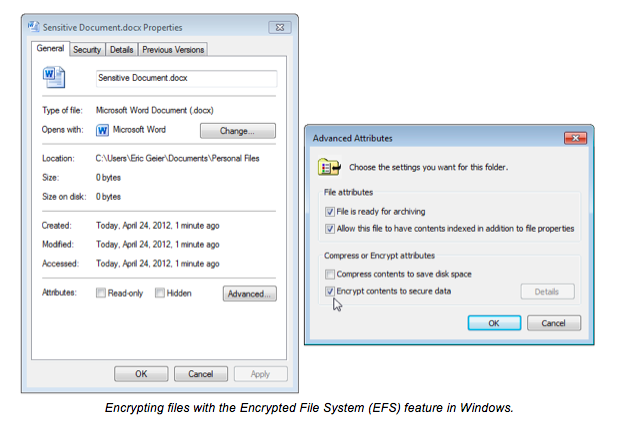 Sensitive Document.docx Properties
General Security Details Previous Versions
Sensitive Document.docx
Type of file: Microsoft Word Document (.docx)
Opens with: Microsoft Word Change...
Location: C:\Users\Eric Geier\Documents\Personal Files
Size: 0 bytes
Size on disk: 0 bytes
Created: Today, April 24, 2012, 1 minute ago
Modified: Today, April 24, 2012, 1 minute ago
Accessed: Today, April 24, 2012, 1 minute ago
Attributes: Read-only Hidden Advanced...
OK Cancel Apply
Advanced Attributes
Choose the settings you want for this folder.
File attributes
File is ready for archiving
Allow this file to have contents indexed in addition to file properties
Compress or Encrypt attributes
Compress contents to save disk space
Encrypt contents to secure data Details
OK Cancel
Encrypting files with the Encrypted File System (EFS) feature in Windows.